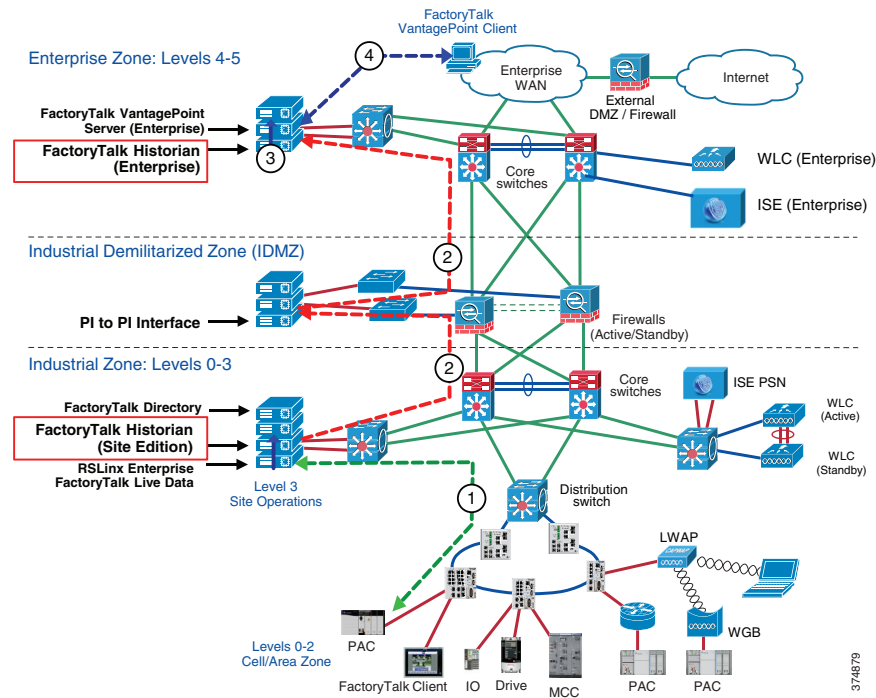 FactoryTalk
VantagePoint Client
Enterprise Zone: Levels 4-5
4
Enterprise
WAN
Internet
External
DMZ / Firewall
FactoryTalk VantagePoint
Server (Enterprise)
FactoryTalk Historian
(Enterprise)
3
Core
switches
WLC (Enterprise)
ISE (Enterprise)
Industrial Demilitarized Zone (IDMZ)
2
PI to PI Interface
Firewalls
(Active/Standby)
Industrial Zone: Levels 0-3
2
Core
switches
ISE PSN
FactoryTalk Directory
FactoryTalk Historian
(Site Edition)
RSLinx Enterprise
FactoryTalk Live Data
WLC
(Active)
WLC
(Standby)
Level 3
Site Operations
1
Distribution
switch
LWAP
CAPWAP
WGB
Levels 0-2
Cell/Area Zone
PAC
FactoryTalk Client
IO
Drive
MCC
PAC
PAC
374879